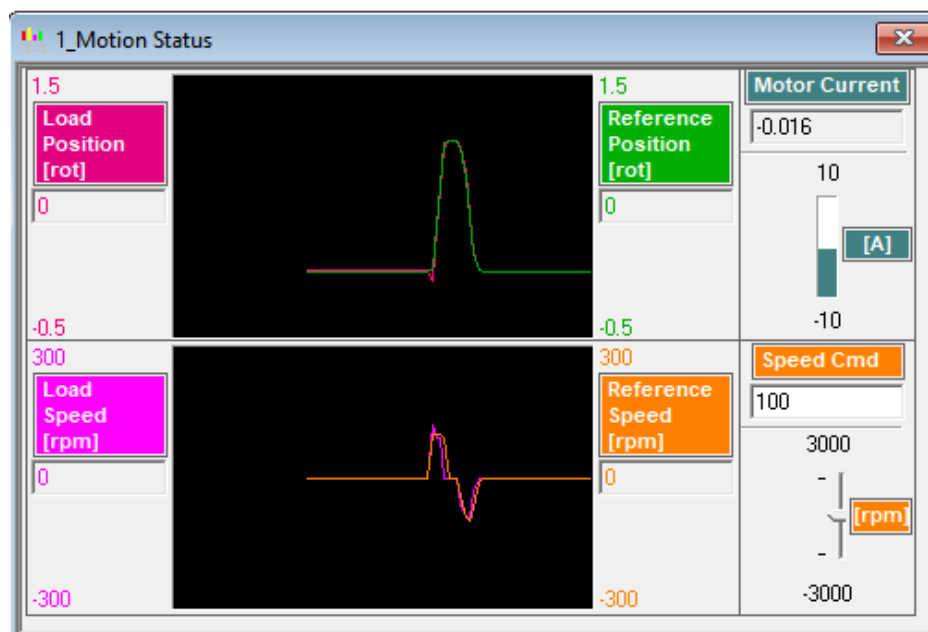 1_Motion Status
1.5
Load
Position
[rot]
0
-0.5
1.5
Reference
Position
[rot]
0
-0.5
Motor Current
-0.016
10
[A]
-10
300
Load
Speed
[rpm]
0
-300
300
Reference
Speed
[rpm]
0
-300
Speed Cmd
100
3000
[rpm]
-3000